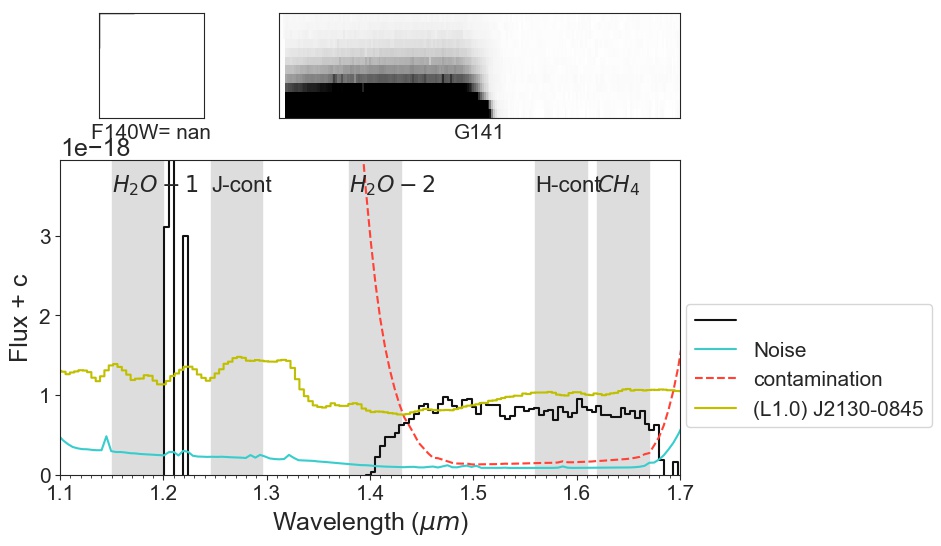 F140W= nan
G141
1e−18
H₂O − 1
J-cont
H₂O − 2
H-cont
CH₄
3
2
1
0
Flux + c
1.1 1.2 1.3 1.4 1.5 1.6 1.7
Wavelength (μm)
Noise
contamination
(L1.0) J2130-0845